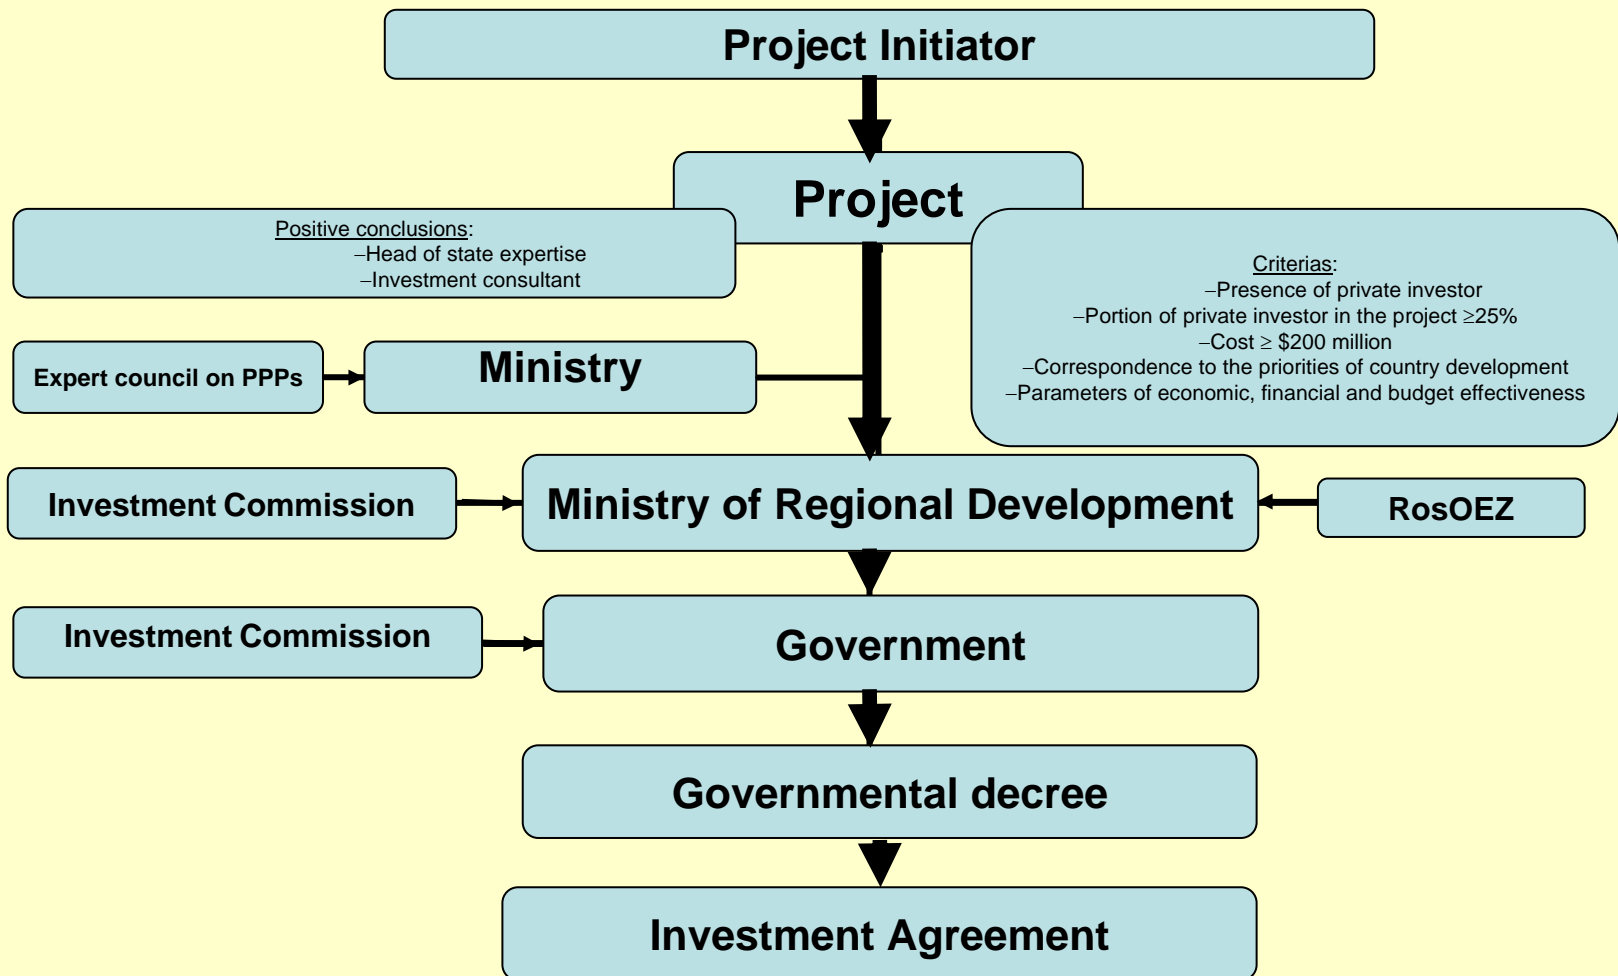 Project Initiator
Project
Positive conclusions:
–Head of state expertise
–Investment consultant
Criterias:
–Presence of private investor
–Portion of private investor in the project ≥25%
–Cost ≥ $200 million
–Correspondence to the priorities of country development
–Parameters of economic, financial and budget effectiveness
Expert council on PPPs
Ministry
Investment Commission
Ministry of Regional Development
RosOEZ
Investment Commission
Government
Governmental decree
Investment Agreement